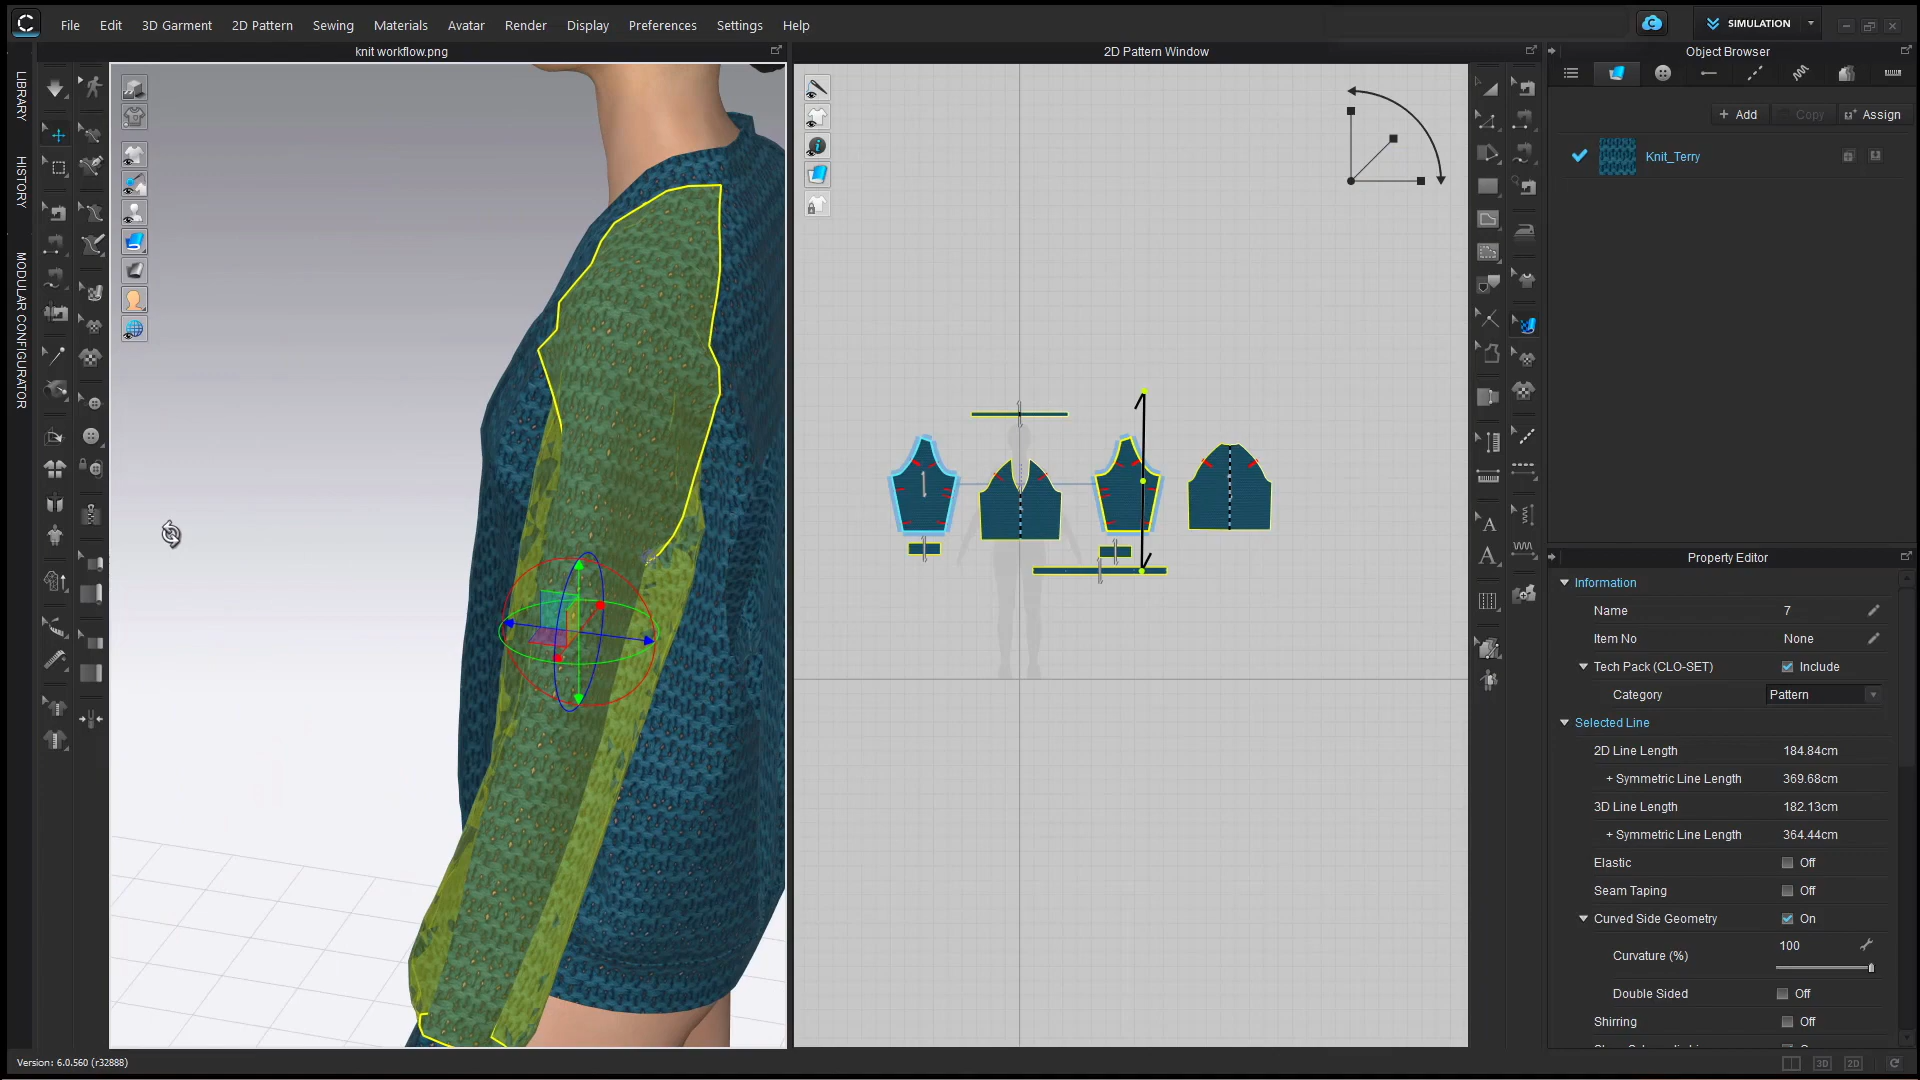 File Edit 3D Garment 2D Pattern Sewing Materials Avatar Render Display Preferences Settings Help
SIMULATION
knit workflow.png
2D Pattern Window
Object Browser
LIBRARY
HISTORY
MODULAR CONFIGURATOR
+ Add Copy Assign
Knit_Terry
Property Editor
Information
Name 7
Item No None
Tech Pack (CLO-SET) Include
Category Pattern
Selected Line
2D Line Length 184.84cm
+ Symmetric Line Length 369.68cm
3D Line Length 182.13cm
+ Symmetric Line Length 364.44cm
Elastic Off
Seam Taping Off
Curved Side Geometry On
Curvature (%) 100
Double Sided Off
Shirring Off
Version: 6.0.560 (r32888)
3D 2D